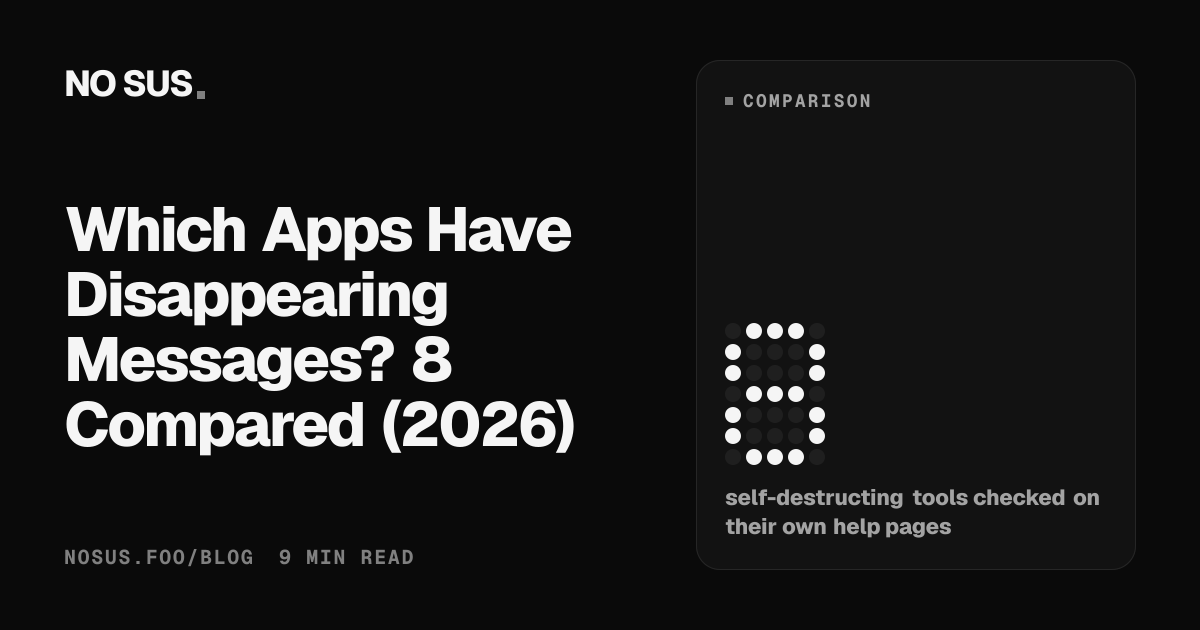 NO SUS.
Which Apps Have
Disappearing
Messages? 8
Compared (2026)
NOSUS.FOO/BLOG 9 MIN READ
COMPARISON
8
self-destructing tools checked on
their own help pages